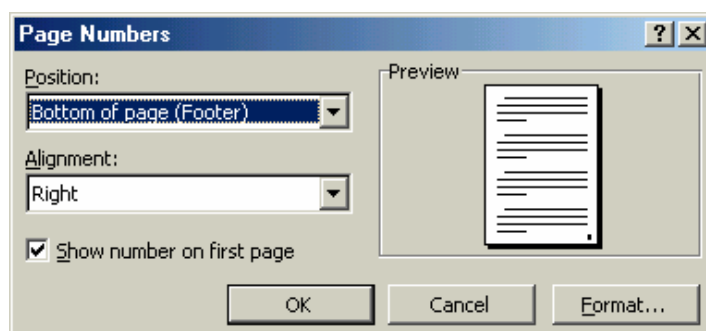 Page Numbers
Position:
Preview
Bottom of page (Footer)
Alignment:
Right
Show number on first page
OK
Cancel
Format...